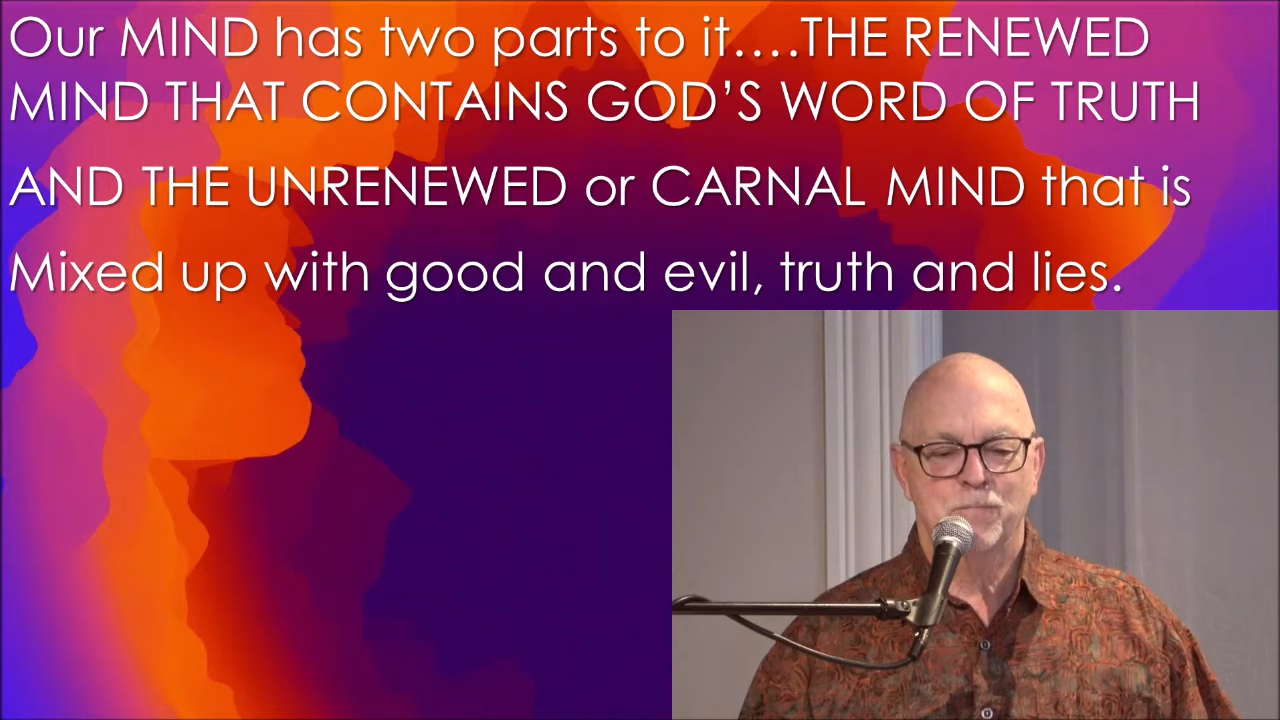 Our MIND has two parts to it....THE RENEWED
MIND THAT CONTAINS GOD’S WORD OF TRUTH
AND THE UNRENEWED or CARNAL MIND that is
Mixed up with good and evil, truth and lies.